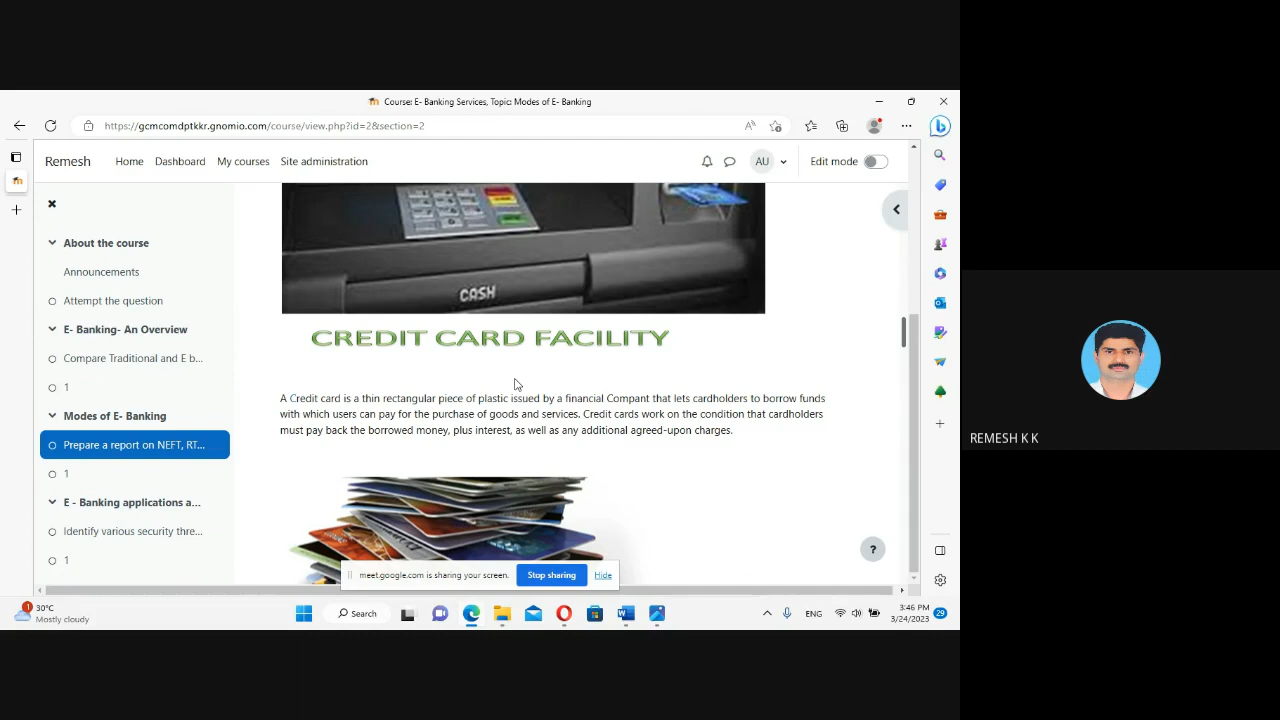 Course: E- Banking Services, Topic: Modes of E- Banking
https://gcmcomdptkkr.gnomio.com/course/view.php?id=2&section=2
Remesh Home Dashboard My courses Site administration AU Edit mode
About the course
Announcements
Attempt the question
E- Banking- An Overview
Compare Traditional and E b...
1
Modes of E- Banking
Prepare a report on NEFT, RT...
1
E - Banking applications a...
Identify various security thre...
1
CASH
CREDIT CARD FACILITY
A Credit card is a thin rectangular piece of plastic issued by a financial Compant that lets cardholders to borrow funds
with which users can pay for the purchase of goods and services. Credit cards work on the condition that cardholders
must pay back the borrowed money, plus interest, as well as any additional agreed-upon charges.
?
meet.google.com is sharing your screen. Stop sharing Hide
REMESH K K
1
30°C
Mostly cloudy
Search
ENG
3:46 PM
3/24/2023
29